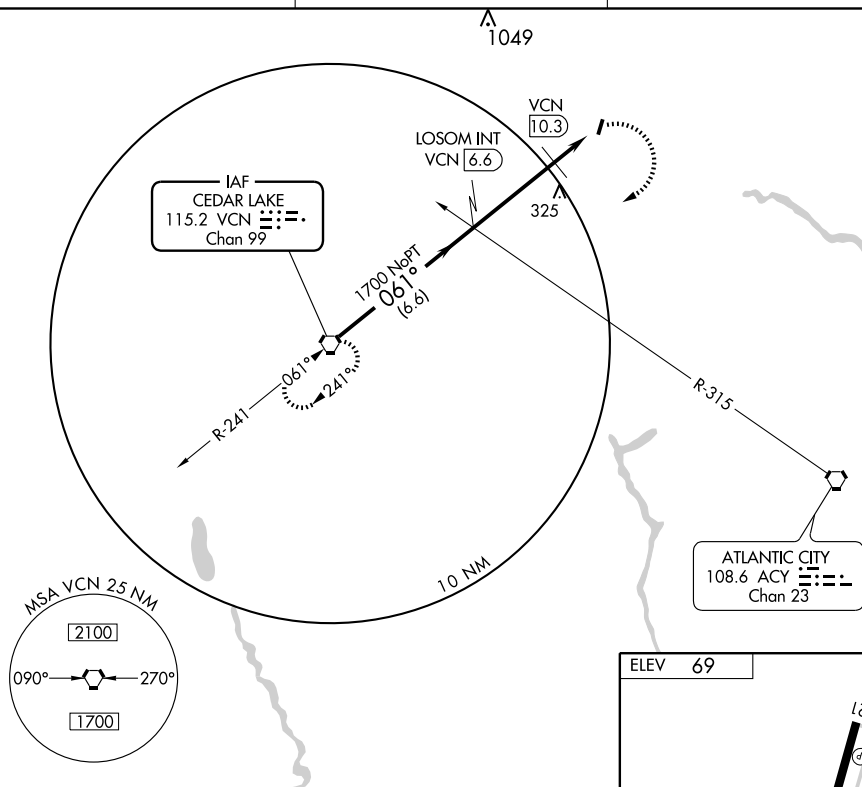 1049
VCN
10.3
LOSOM INT
VCN 6.6
325
IAF
CEDAR LAKE
115.2 VCN
Chan 99
1700 NoPT
061°
(6.6)
061°
241°
R-241
R-315
ATLANTIC CITY
108.6 ACY
Chan 23
10 NM
MSA VCN 25 NM
2100
090°
270°
1700
ELEV 69
21
P